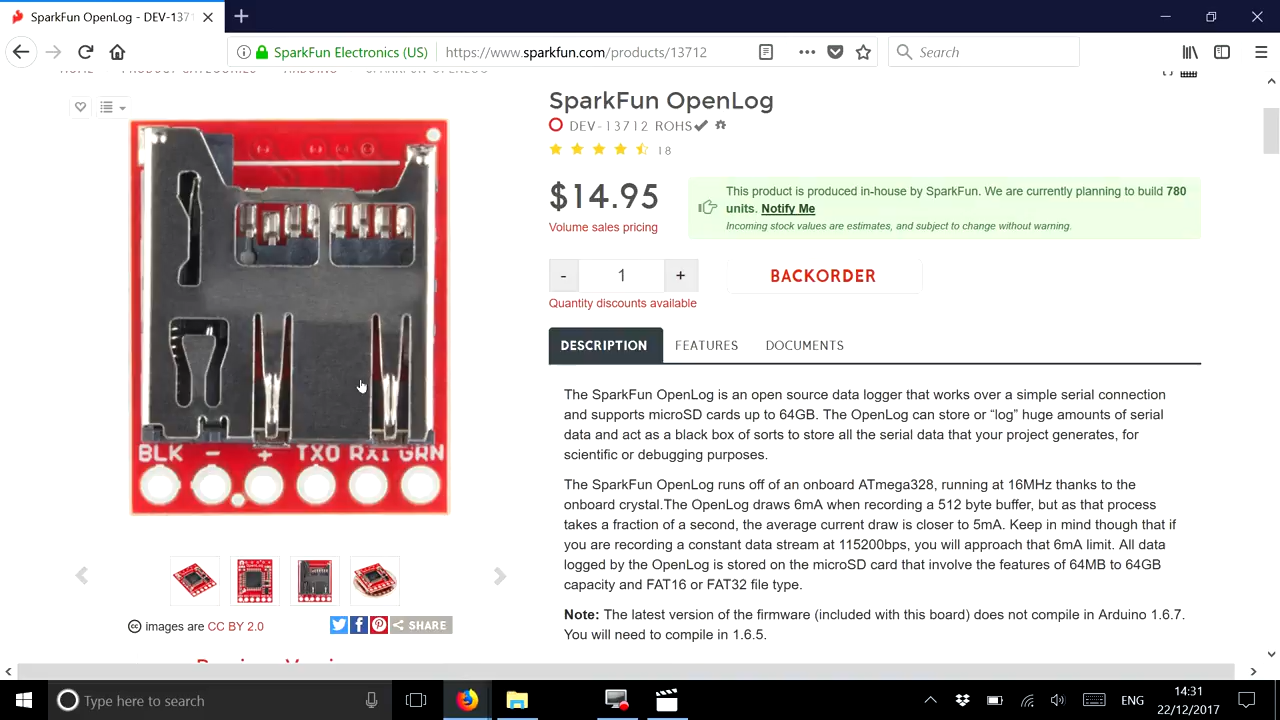 SparkFun OpenLog - DEV-1371
SparkFun Electronics (US)
https://www.sparkfun.com/products/13712
Search
HOME PRODUCT CATEGORIES ARDUINO SPARKFUN OPENLOG
SparkFun OpenLog
DEV-13712 ROHS
18
$14.95
Volume sales pricing
This product is produced in-house by SparkFun. We are currently planning to build 780
units. Notify Me
Incoming stock values are estimates, and subject to change without warning.
- 1 +
BACKORDER
Quantity discounts available
DESCRIPTION FEATURES DOCUMENTS
The SparkFun OpenLog is an open source data logger that works over a simple serial connection
and supports microSD cards up to 64GB. The OpenLog can store or “log” huge amounts of serial
data and act as a black box of sorts to store all the serial data that your project generates, for
scientific or debugging purposes.
The SparkFun OpenLog runs off of an onboard ATmega328, running at 16MHz thanks to the
onboard crystal.The OpenLog draws 6mA when recording a 512 byte buffer, but as that process
takes a fraction of a second, the average current draw is closer to 5mA. Keep in mind though that if
you are recording a constant data stream at 115200bps, you will approach that 6mA limit. All data
logged by the OpenLog is stored on the microSD card that involve the features of 64MB to 64GB
capacity and FAT16 or FAT32 file type.
Note: The latest version of the firmware (included with this board) does not compile in Arduino 1.6.7.
You will need to compile in 1.6.5.
BLK - + TXO RXI GRN
cc images are CC BY 2.0
SHARE
Type here to search
ENG
14:31
22/12/2017